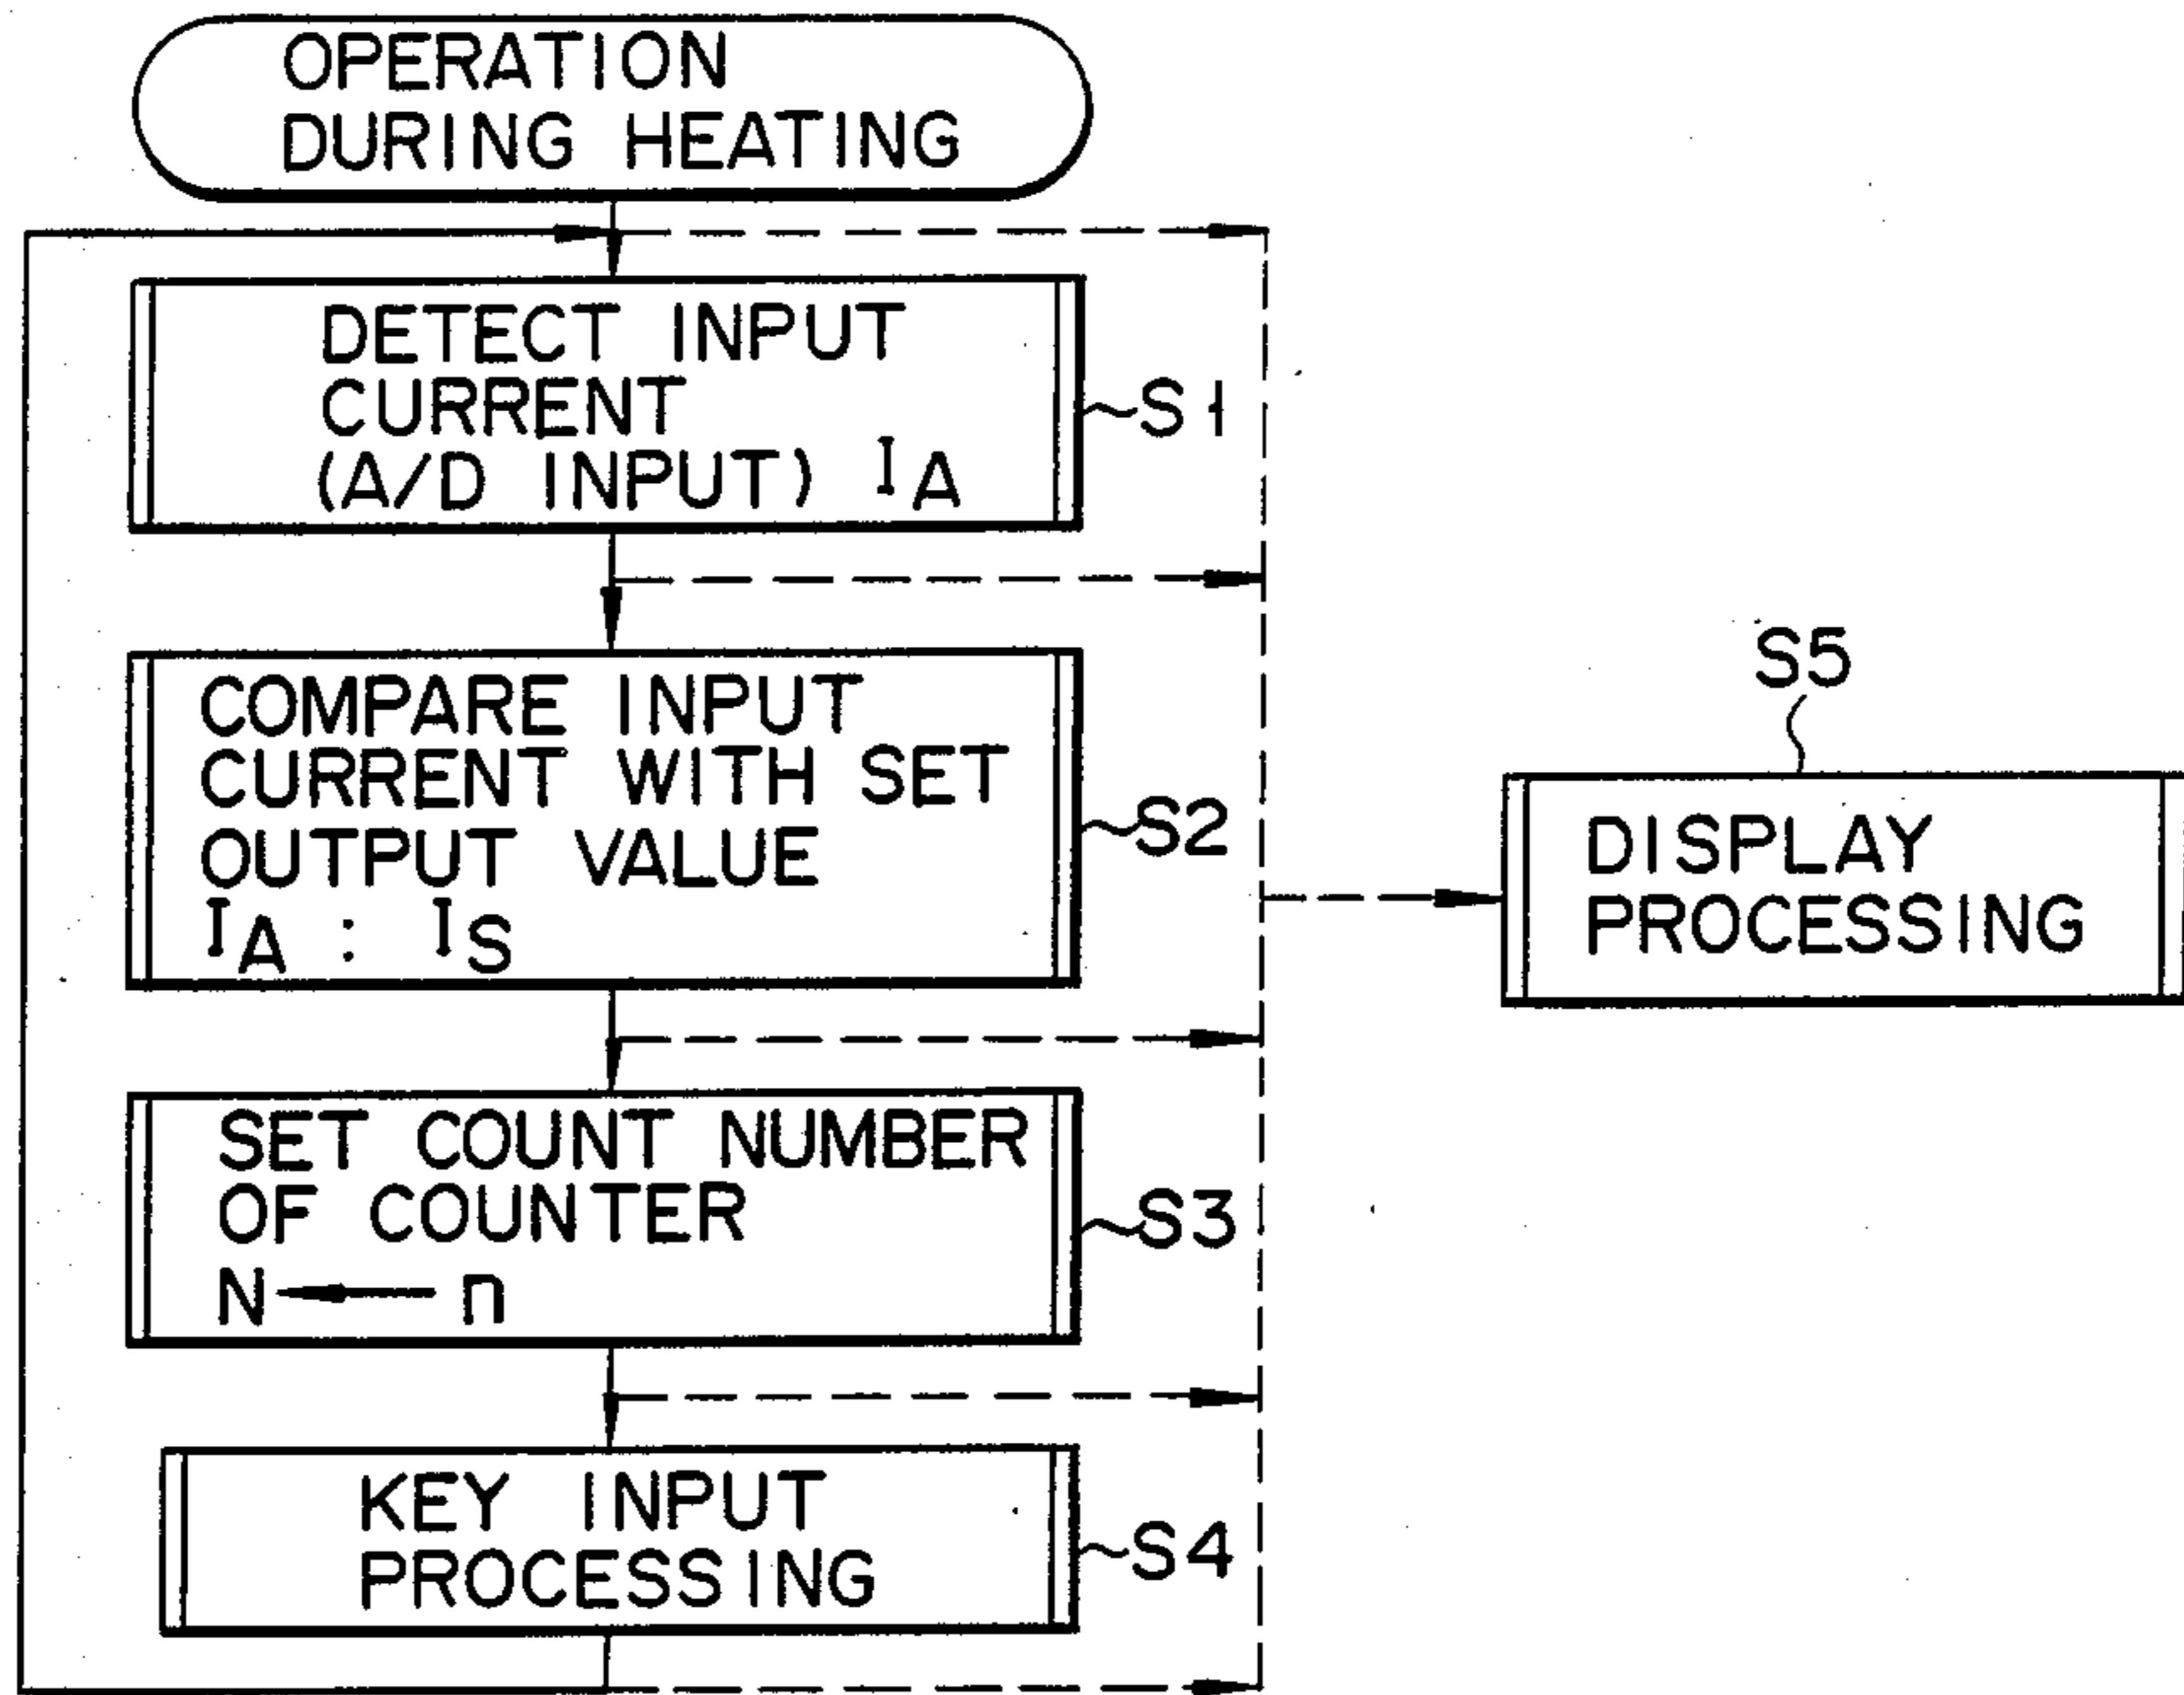 OPERATION
DURING HEATING
DETECT INPUT
CURRENT
(A/D INPUT) IA
S1
COMPARE INPUT
CURRENT WITH SET
OUTPUT VALUE
IA : IS
S2
S5
DISPLAY
PROCESSING
SET COUNT NUMBER
OF COUNTER
N ← n
S3
KEY INPUT
PROCESSING
S4